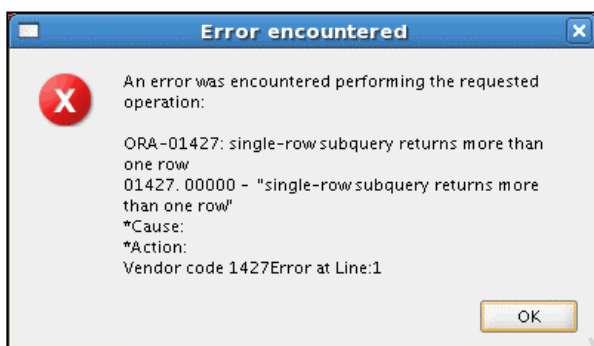 Error encountered
An error was encountered performing the requested
operation:
ORA-01427: single-row subquery returns more than
one row
01427. 00000 - "single-row subquery returns more
than one row"
*Cause:
*Action:
Vendor code 1427Error at Line:1
OK